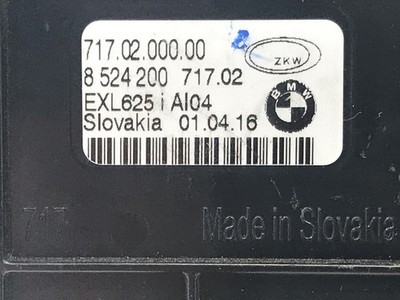 717.02.000.00
ZKW
8 524 200 717.02
BMW
EXL625 i AI04
Slovakia 01.04.16
717
Made in Slovakia